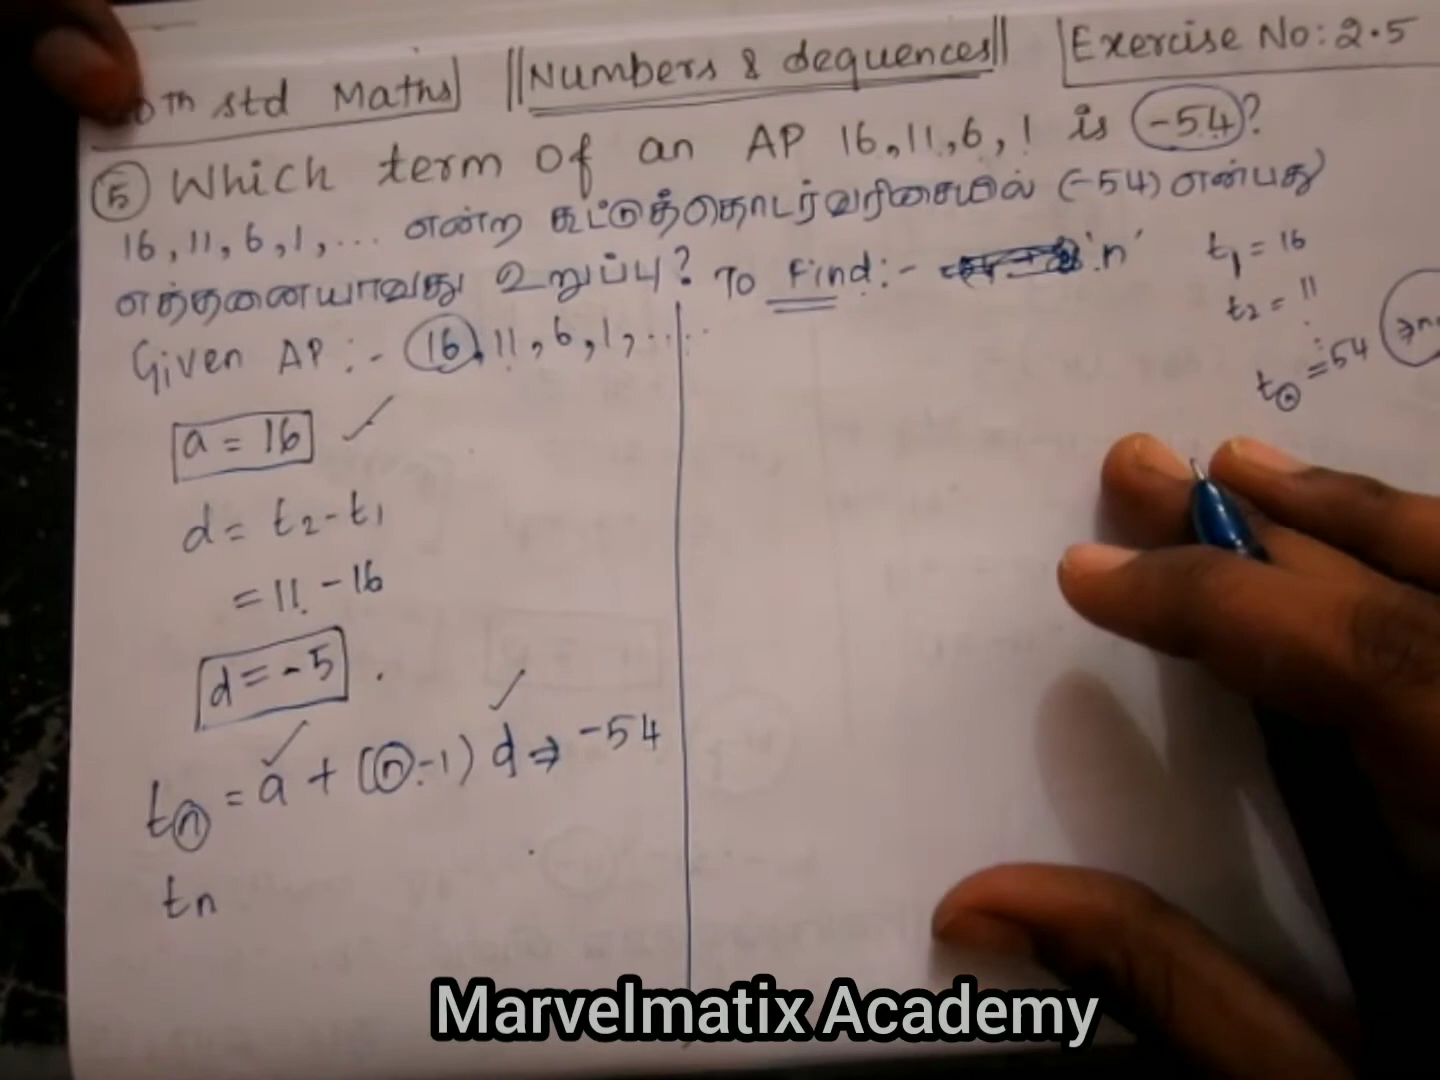 10th std Maths Numbers & Sequences Exercise No: 2.5
5 Which term of an AP 16, 11, 6, 1 is -54?
16, 11, 6, 1, ... என்ற கூட்டுத்தொடர்வரிசையில் (-54) என்பது
எத்தனையாவது உறுப்பு? To Find:- 'n'
t1 = 16
t2 = 11
:
tn = -54
Given AP :- 16, 11, 6, 1, .....
a = 16
d = t2 - t1
= 11 - 16
d = -5
tn = a + (n-1) d ⇒ -54
tn
Marvelmatix Academy